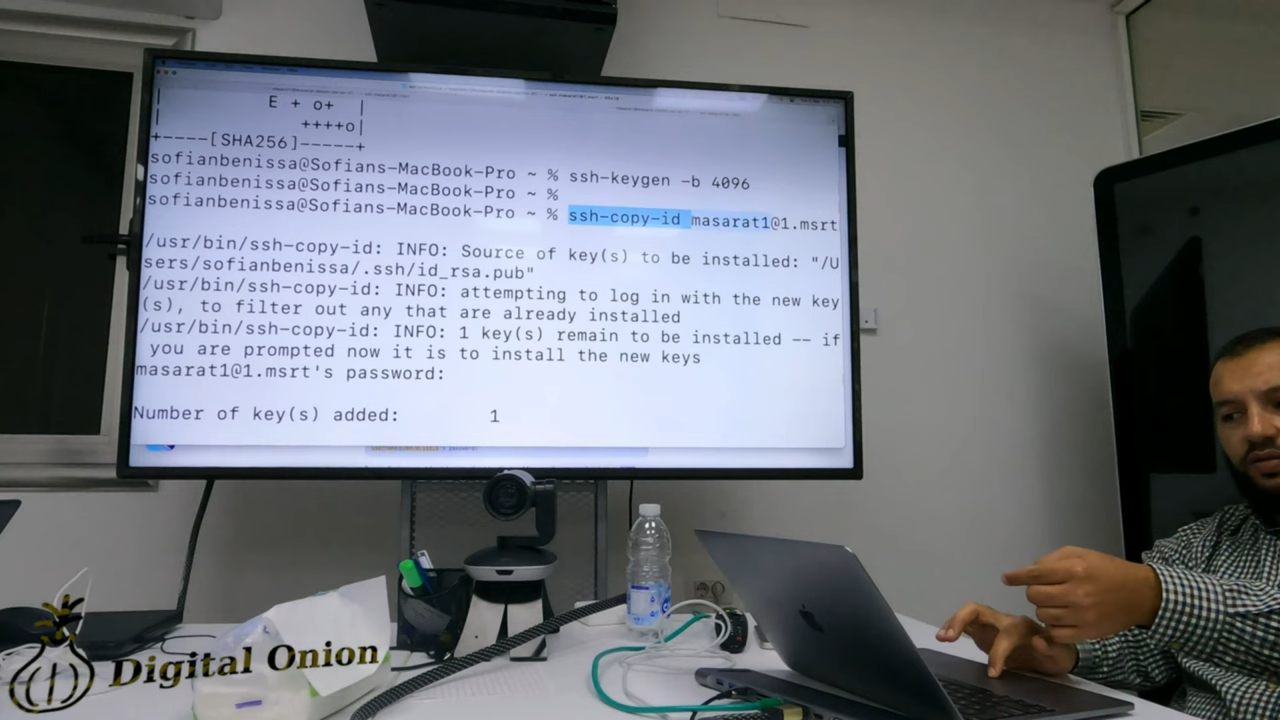 E + o+ |
++++o|
+----[SHA256]-----+
sofianbenissa@Sofians-MacBook-Pro ~ % ssh-keygen -b 4096
sofianbenissa@Sofians-MacBook-Pro ~ %
sofianbenissa@Sofians-MacBook-Pro ~ % ssh-copy-id masarat1@1.msrt
/usr/bin/ssh-copy-id: INFO: Source of key(s) to be installed: "/U
sers/sofianbenissa/.ssh/id_rsa.pub"
/usr/bin/ssh-copy-id: INFO: attempting to log in with the new key
(s), to filter out any that are already installed
/usr/bin/ssh-copy-id: INFO: 1 key(s) remain to be installed -- if
you are prompted now it is to install the new keys
masarat1@1.msrt's password:
Number of key(s) added: 1
Digital Onion